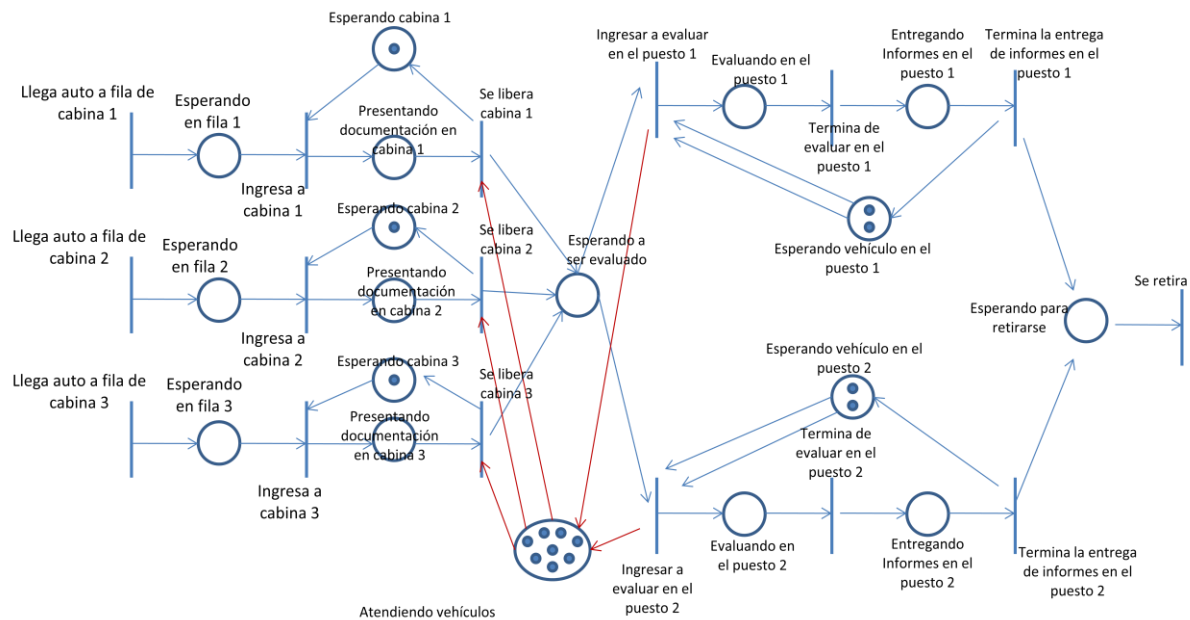 Esperando cabina 1
Ingresar a evaluar
en el puesto 1
Entregando
Informes en el
puesto 1
Termina la entrega
de informes en el
puesto 1
Evaluando en el
puesto 1
Llega auto a fila de
cabina 1
Esperando
en fila 1
Se libera
cabina 1
Presentando
documentación en
cabina 1
Termina de
evaluar en el
puesto 1
Ingresa a
cabina 1
Esperando cabina 2
Llega auto a fila de
cabina 2
Esperando
en fila 2
Se libera
cabina 2
Esperando a
ser evaluado
Esperando vehículo en el
puesto 1
Presentando
documentación
en cabina 2
Se retira
Esperando para
retirarse
Ingresa a
cabina 2
Esperando cabina 3
Esperando vehículo en el
puesto 2
Llega auto a fila de
cabina 3
Esperando
en fila 3
Se libera
cabina 3
Presentando
documentación
en cabina 3
Termina de
evaluar en el
puesto 2
Ingresa a
cabina 3
Evaluando en
el puesto 2
Entregando
Informes en el
puesto 2
Termina la entrega
de informes en el
puesto 2
Ingresar a
evaluar en el
puesto 2
Atendiendo vehículos